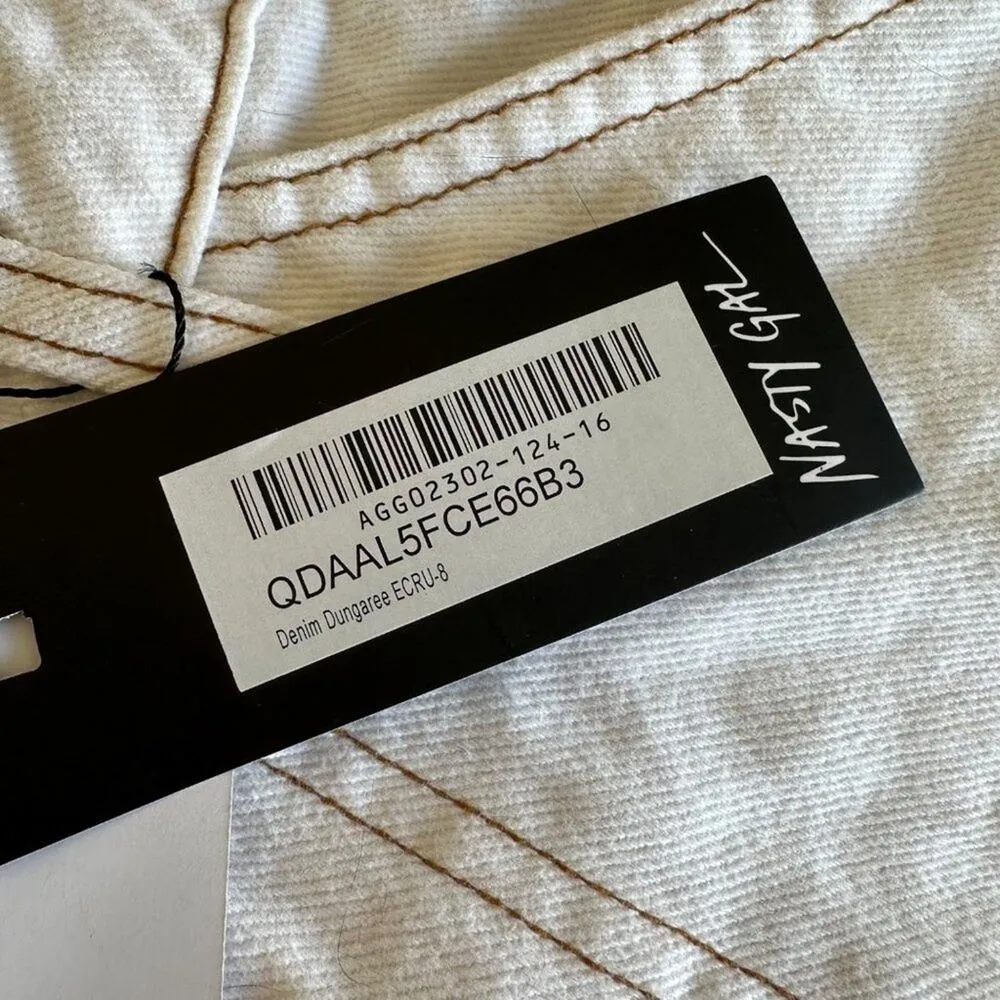 AGG02302-124-16
QDAAL5FCE66B3
Denim Dungaree ECRU-8
NASTY GAL